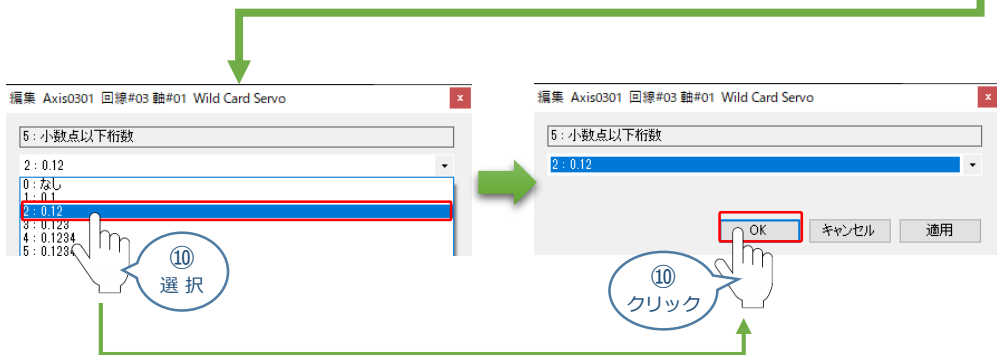 編集 Axis0301 回線#03 軸#01 Wild Card Servo
x
5 : 小数点以下桁数
2 : 0.12
0 : なし
1 : 0.1
2 : 0.12
3 : 0.123
4 : 0.1234
5 : 0.1234
⑩
選 択
編集 Axis0301 回線#03 軸#01 Wild Card Servo
x
5 : 小数点以下桁数
2 : 0.12
OK キャンセル 適用
⑩
クリック